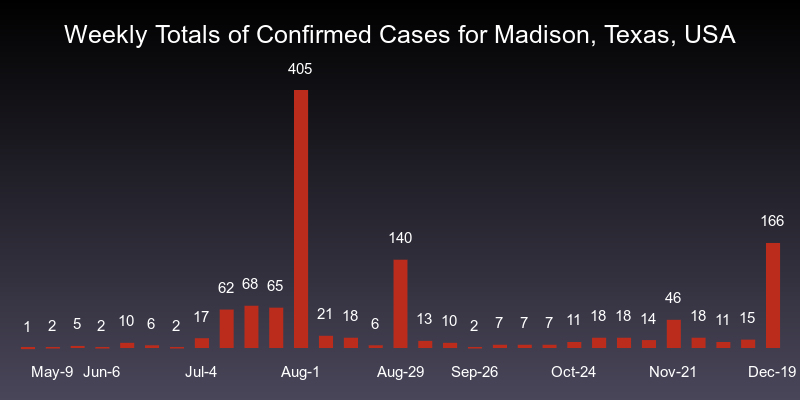 Weekly Totals of Confirmed Cases for Madison, Texas, USA
405
166
140
62 68 65
46
1 2 5 2 10 6 2 17 21 18 6 13 10 2 7 7 7 11 18 18 14 18 11 15
May-9 Jun-6 Jul-4 Aug-1 Aug-29 Sep-26 Oct-24 Nov-21 Dec-19